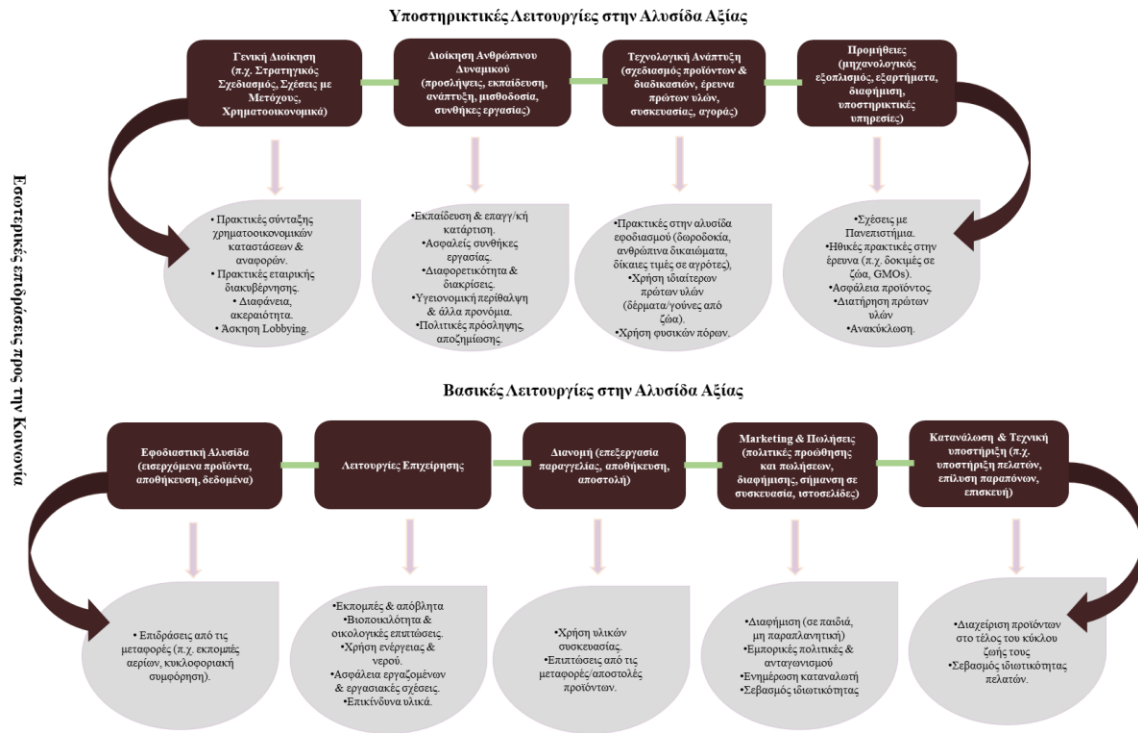 Υποστηρικτικές Λειτουργίες στην Αλυσίδα Αξίας
Γενική Διοίκηση
(π.χ. Στρατηγικός
Σχεδιασμός, Σχέσεις με
Μετόχους,
Χρηματοοικονομικά)
Διοίκηση Ανθρώπινου
Δυναμικού
(προσλήψεις, εκπαίδευση,
ανάπτυξη, μισθοδοσία,
συνθήκες εργασίας)
Τεχνολογική Ανάπτυξη
(σχεδιασμός προϊόντων &
διαδικασιών, έρευνα
πρώτων υλών,
συσκευασίας, αγοράς)
Προμήθειες
(μηχανολογικός
εξοπλισμός, εξαρτήματα,
διαφήμιση,
υποστηρικτικές
υπηρεσίες)
• Πρακτικές σύνταξης
χρηματοοικονομικών
καταστάσεων &
αναφορών.
• Πρακτικές εταιρικής
διακυβέρνησης.
• Διαφάνεια,
ακεραιότητα.
• Άσκηση Lobbying.
•Εκπαίδευση & επαγγ/κή
κατάρτιση.
•Ασφαλείς συνθήκες
εργασίας.
•Διαφορετικότητα &
διακρίσεις.
•Υγειονομική περίθαλψη
& άλλα προνόμια.
•Πολιτικές πρόσληψης,
αποζημίωσης.
•Πρακτικές στην αλυσίδα
εφοδιασμού (δωροδοκία,
ανθρώπινα δικαιώματα,
δίκαιες τιμές σε αγρότες),
•Χρήση ιδιαίτερων
πρώτων υλών
(δέρματα/γούνες από
ζώα).
•Χρήση φυσικών πόρων.
•Σχέσεις με
Πανεπιστήμια.
•Ηθικές πρακτικές στην
έρευνα (π.χ. δοκιμές σε
ζώα, GMOs).
•Ασφάλεια προϊόντος.
•Διατήρηση πρώτων
υλών
•Ανακύκλωση.
Εσωτερικές επιδράσεις προς την Κοινωνία
Βασικές Λειτουργίες στην Αλυσίδα Αξίας
Εφοδιαστική Αλυσίδα
(εισερχόμενα προϊόντα,
αποθήκευση, δεδομένα)
Λειτουργίες Επιχείρησης
Διανομή (επεξεργασία
παραγγελίας, αποθήκευση,
αποστολή)
Marketing & Πωλήσεις
(πολιτικές προώθησης
και πωλήσεων,
διαφήμισης, σήμανση σε
συσκευασία, ιστοσελίδες)
Κατανάλωση & Τεχνική
υποστήριξη (π.χ.
υποστήριξη πελατών,
επίλυση παραπόνων,
επισκευή)
• Επιδράσεις από τις
μεταφορές (π.χ. εκπομπές
αερίων, κυκλοφοριακή
συμφόρηση).
•Εκπομπές & απόβλητα
•Βιοποικιλότητα &
οικολογικές επιπτώσεις.
•Χρήση ενέργειας &
νερού.
•Ασφάλεια εργαζομένων
& εργασιακές σχέσεις.
•Επικίνδυνα υλικά.
•Χρήση υλικών
συσκευασίας.
•Επιπτώσεις από τις
μεταφορές/αποστολές
προϊόντων.
•Διαφήμιση (σε παιδιά,
μη παραπλανητική)
•Εμπορικές πολιτικές &
ανταγωνισμού
•Ενημέρωση καταναλωτή
•Σεβασμός ιδιωτικότητας
•Διαχείριση προϊόντων
στο τέλος του κύκλου
ζωής τους
•Σεβασμός ιδιωτικότητας
πελατών.